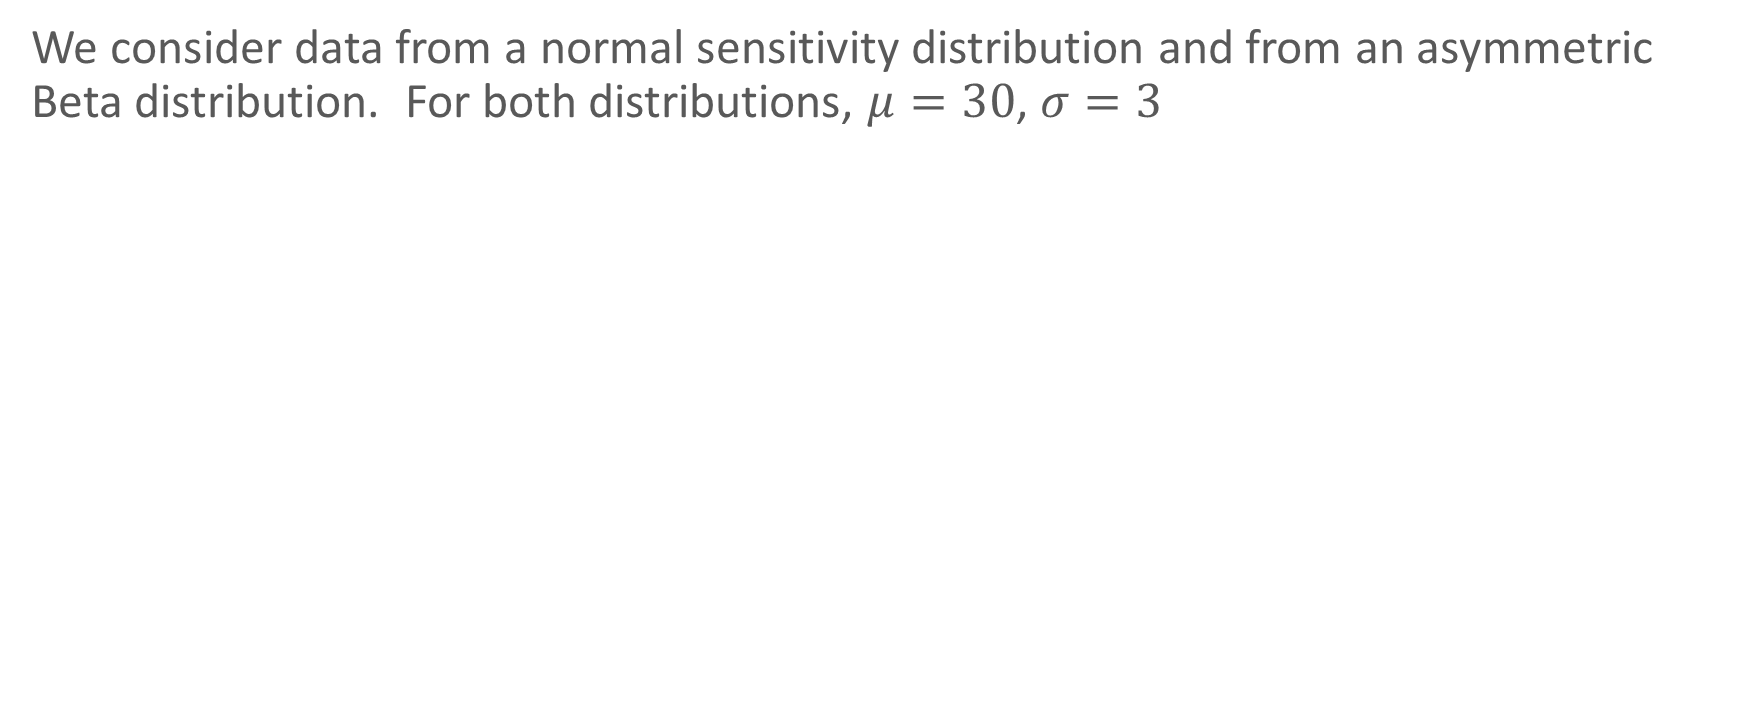 We consider data from a normal sensitivity distribution and from an asymmetric
Beta distribution.  For both distributions, 𝜇 = 30, 𝜎 = 3